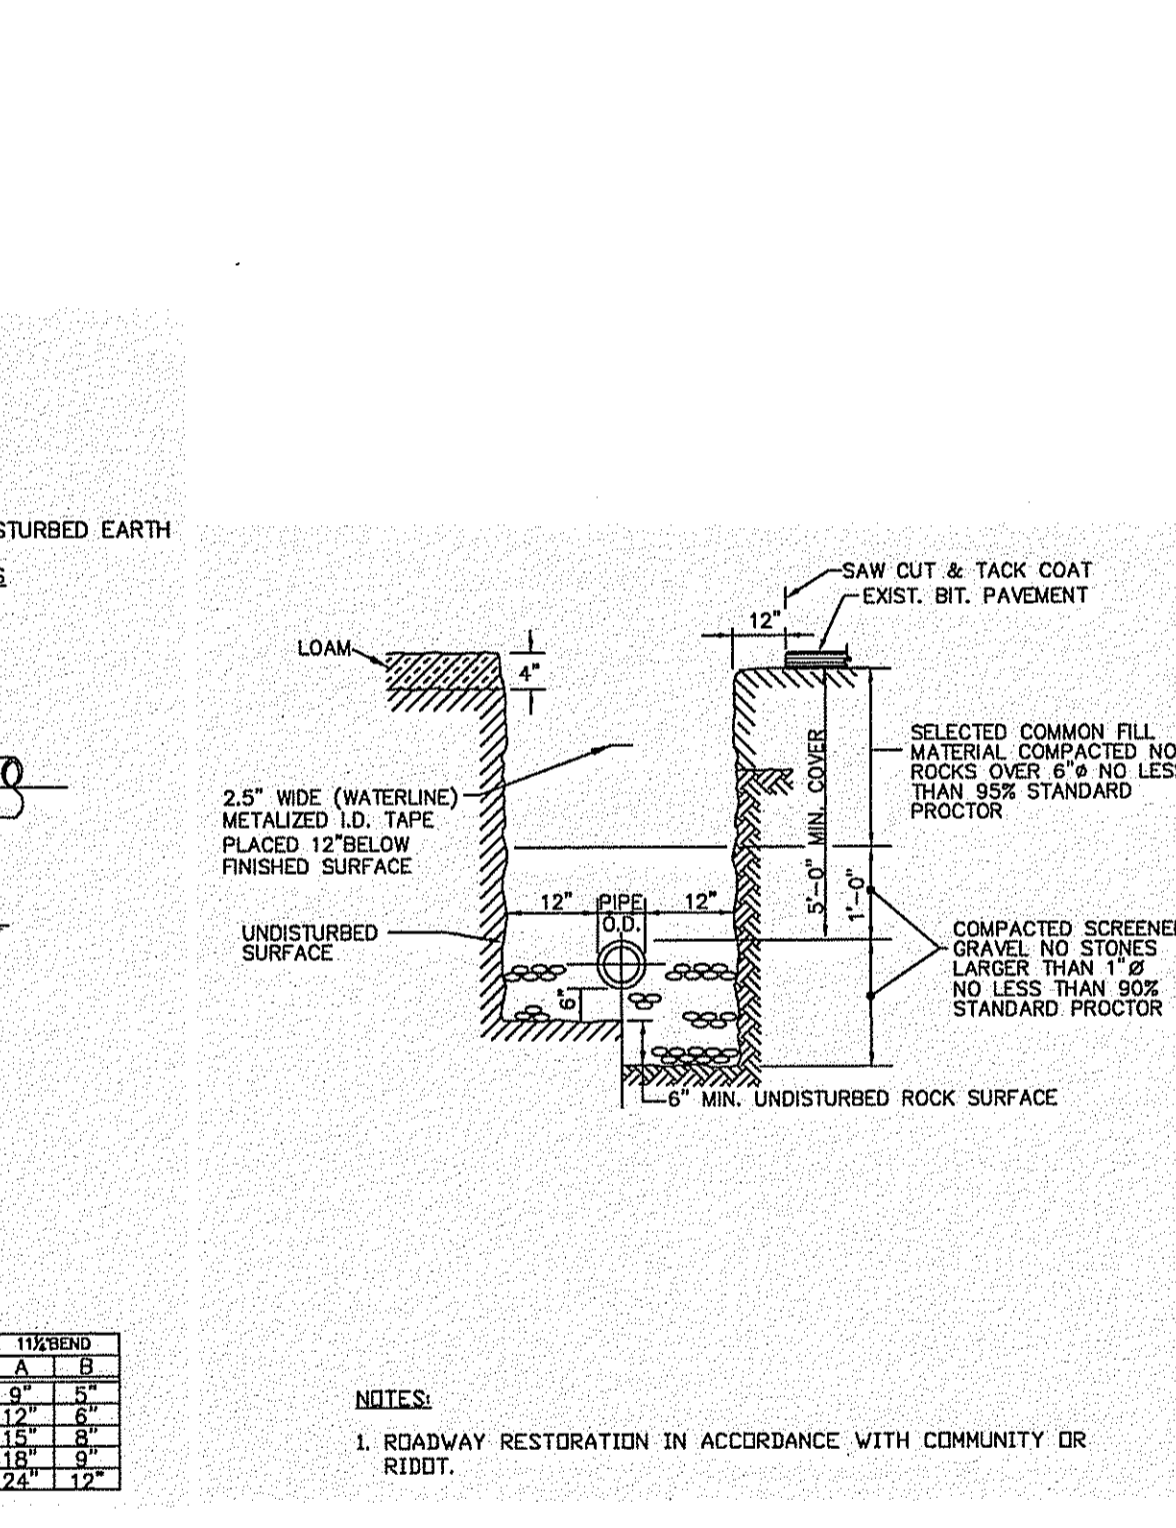 STURBED EARTH
S
SAW CUT & TACK COAT
EXIST. BIT. PAVEMENT
12"
LOAM
4"
SELECTED COMMON FILL
MATERIAL COMPACTED NO
ROCKS OVER 6"ø NO LES
THAN 95% STANDARD
PROCTOR
5'-0" MIN. COVER
2.5" WIDE (WATERLINE)
METALIZED I.D. TAPE
PLACED 12"BELOW
FINISHED SURFACE
1'-0"
12"
PIPE
O.D.
12"
UNDISTURBED
SURFACE
COMPACTED SCREENE
GRAVEL NO STONES
LARGER THAN 1"Ø
NO LESS THAN 90%
STANDARD PROCTOR
6"
6" MIN. UNDISTURBED ROCK SURFACE
11¼°BEND
A B
9" 5"
12" 6"
15" 8"
18" 9"
24" 12"
NOTES:
1. ROADWAY RESTORATION IN ACCORDANCE WITH COMMUNITY OR
RIDOT.